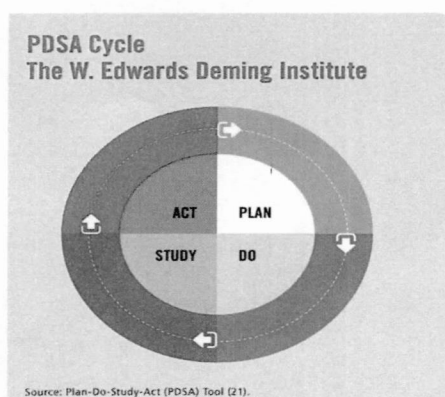 PDSA Cycle
The W. Edwards Deming Institute
ACT PLAN
STUDY DO
Source: Plan-Do-Study-Act (PDSA) Tool (21).